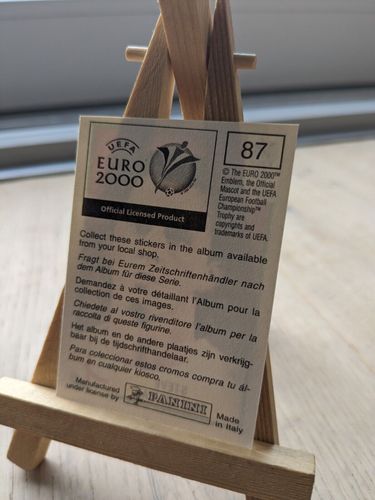 UEFA
EURO
2000
Official Licensed Product
87
© The EURO 2000™
Emblem, the Official
Mascot and the UEFA
European Football
Championship™
Trophy are
copyrights and
trademarks of UEFA.
Collect these stickers in the album available
from your local shop.
Fragt bei Eurem Zeitschriftenhändler nach
dem Album für diese Serie.
Demandez à votre détaillant l'Album pour la
collection de ces images.
Chiedete al vostro rivenditore l'album per la
raccolta di queste figurine.
Het album en de andere plaatjes zijn verkrijg-
baar bij de tijdschrifthandelaar.
Para coleccionar estos cromos compra tu ál-
bum en cualquier kiosco.
Manufactured
under license by
PANINI
Made
in Italy